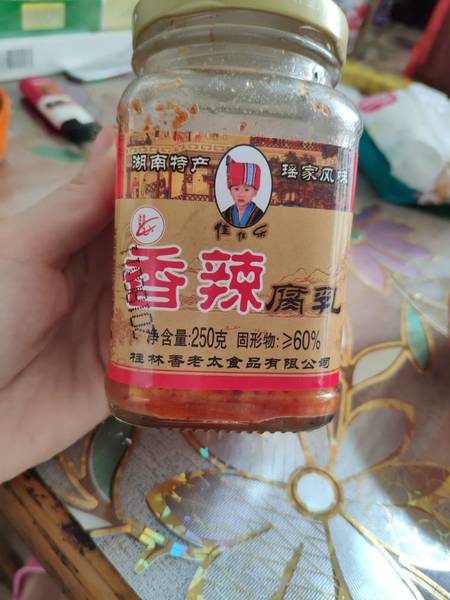 湖南特产 瑶家风味
香辣腐乳
净含量:250克 固形物:≥60%
桂林香老太食品有限公司